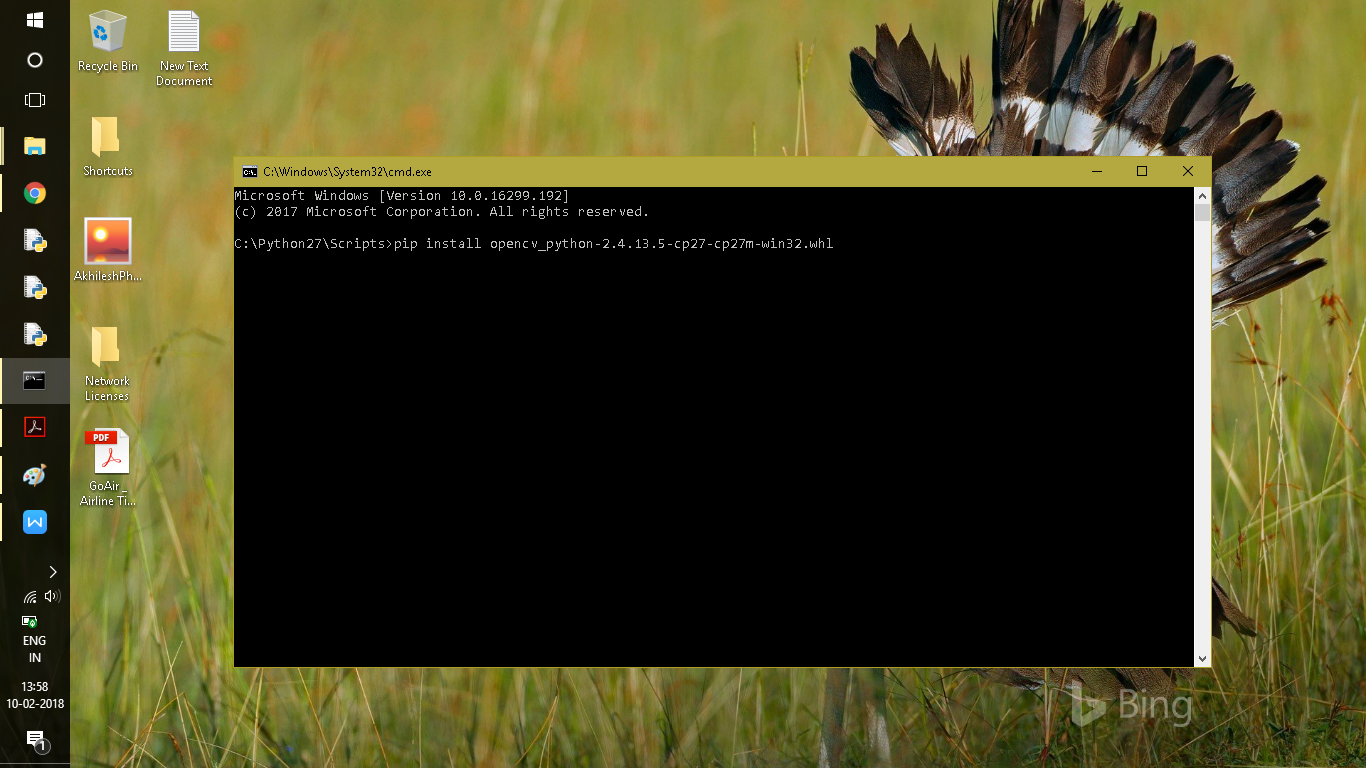 Recycle Bin
New Text
Document
Shortcuts
AkhileshPh...
Network
Licenses
PDF
GoAir_
Airline Ti...
ENG
IN
13:58
10-02-2018
1
C:\Windows\System32\cmd.exe
Microsoft Windows [Version 10.0.16299.192]
(c) 2017 Microsoft Corporation. All rights reserved.
C:\Python27\Scripts>pip install opencv_python-2.4.13.5-cp27-cp27m-win32.whl
Bing